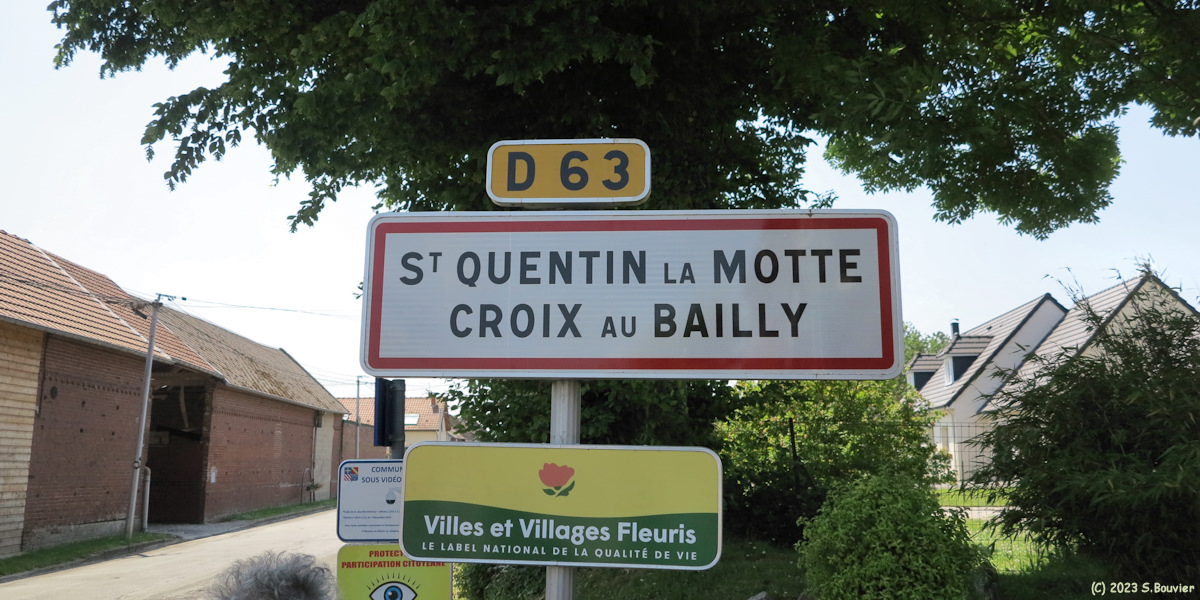 D 63
ST QUENTIN LA MOTTE
CROIX AU BAILLY
Villes et Villages Fleuris
LE LABEL NATIONAL DE LA QUALITÉ DE VIE
COMMUN
SOUS VIDÉO
PROTECT
PARTICIPATION CITOYENNE
(C) 2023 S.Bouvier